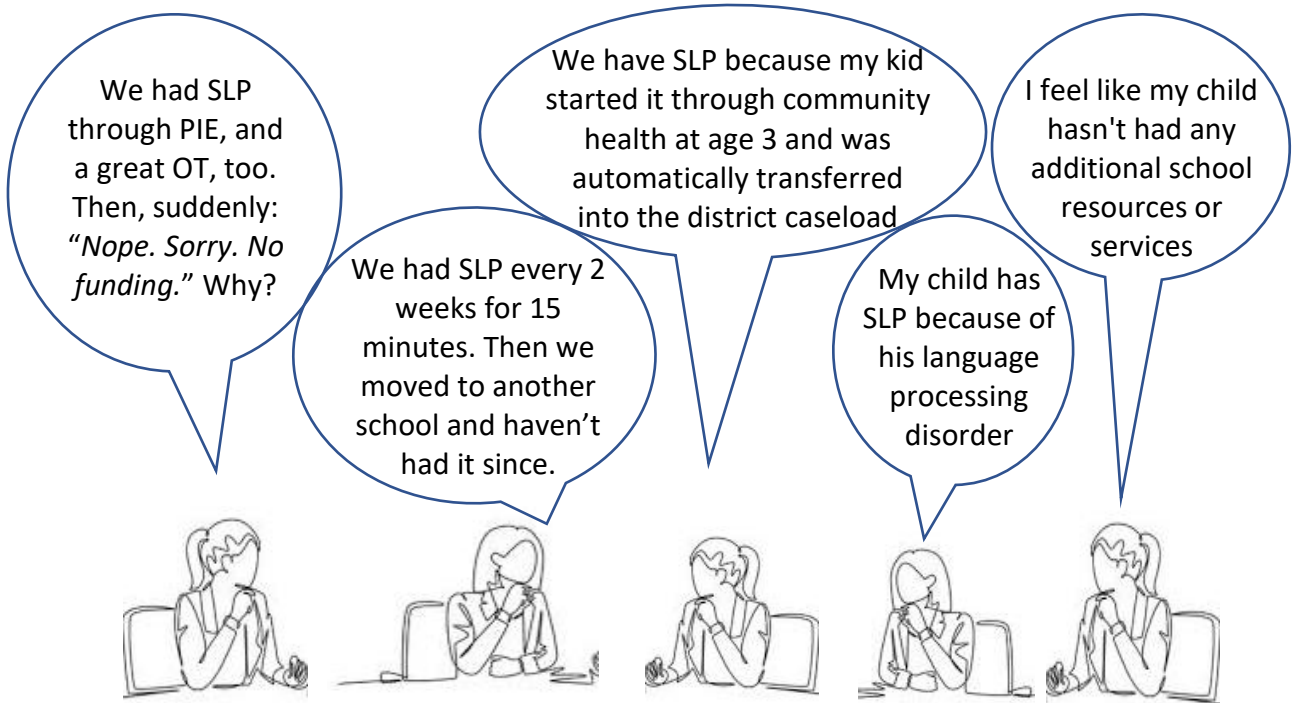 We had SLP
through PIE, and
a great OT, too.
Then, suddenly:
“Nope. Sorry. No
funding.” Why?
We had SLP every 2
weeks for 15
minutes. Then we
moved to another
school and haven’t
had it since.
We have SLP because my kid
started it through community
health at age 3 and was
automatically transferred
into the district caseload
My child has
SLP because of
his language
processing
disorder
I feel like my child
hasn't had any
additional school
resources or
services